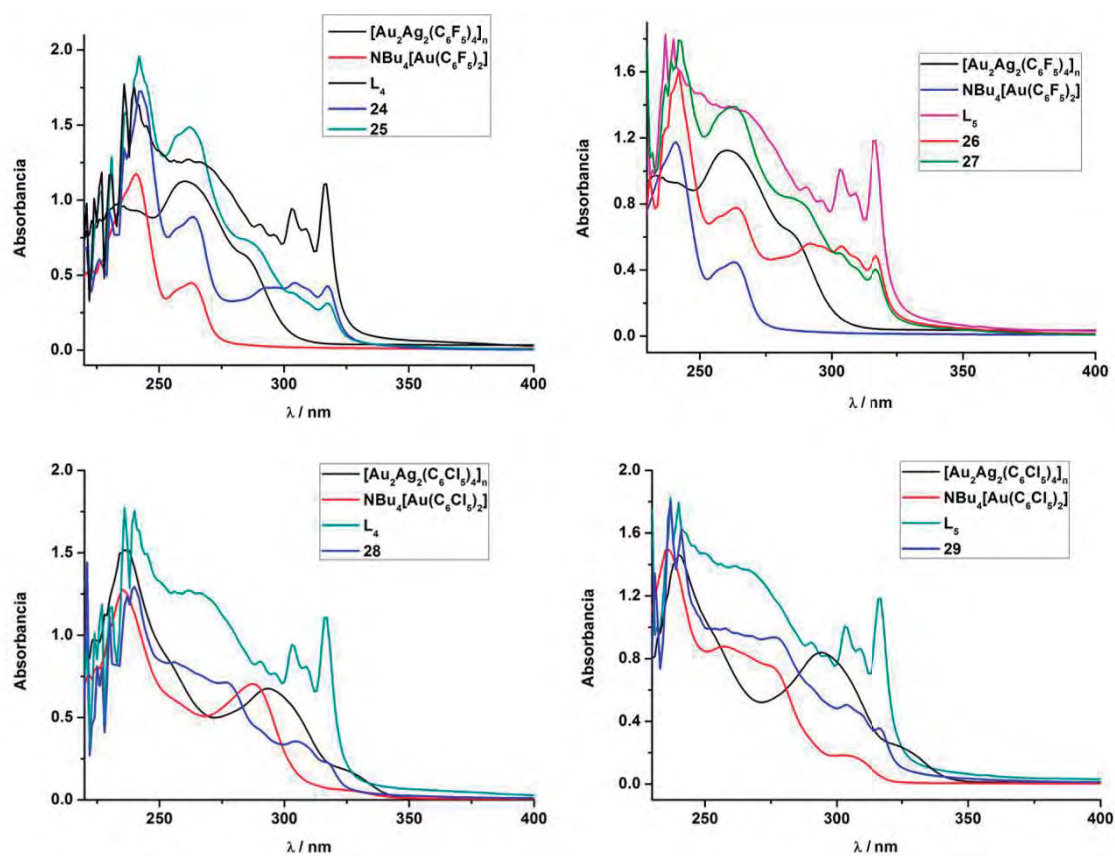 [Au₂Ag₂(C₆F₅)₄]ₙ
NBu₄[Au(C₆F₅)₂]
L₄
24
25
2.0
1.5
1.0
0.5
0.0
Absorbancia
250 300 350 400
λ / nm
[Au₂Ag₂(C₆F₅)₄]ₙ
NBu₄[Au(C₆F₅)₂]
L₅
26
27
1.6
1.2
0.8
0.4
0.0
Absorbancia
250 300 350 400
λ / nm
[Au₂Ag₂(C₆Cl₅)₄]ₙ
NBu₄[Au(C₆Cl₅)₂]
L₄
28
2.0
1.5
1.0
0.5
0.0
Absorbancia
250 300 350 400
λ / nm
[Au₂Ag₂(C₆Cl₅)₄]ₙ
NBu₄[Au(C₆Cl₅)₂]
L₅
29
2.0
1.6
1.2
0.8
0.4
0.0
Absorbancia
250 300 350 400
λ / nm